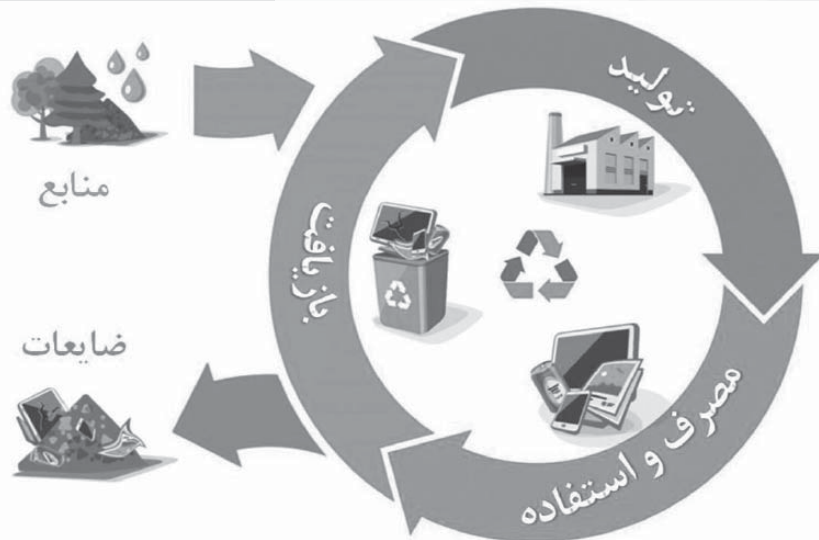 منابع
تولید
مصرف و استفاده
بازیافت
ضایعات